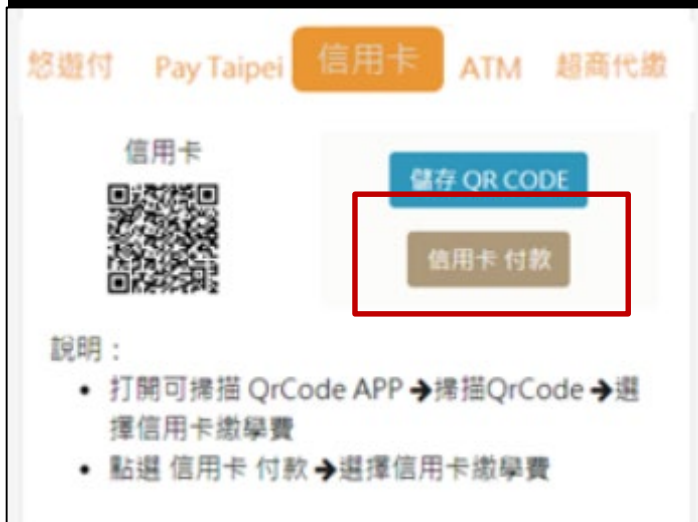 悠遊付 Pay Taipei 信用卡 ATM 超商代繳
信用卡
儲存 QR CODE
信用卡 付款
說明：
• 打開可掃描 QrCode APP ➔掃描QrCode ➔選
擇信用卡繳學費
• 點選 信用卡 付款 ➔選擇信用卡繳學費